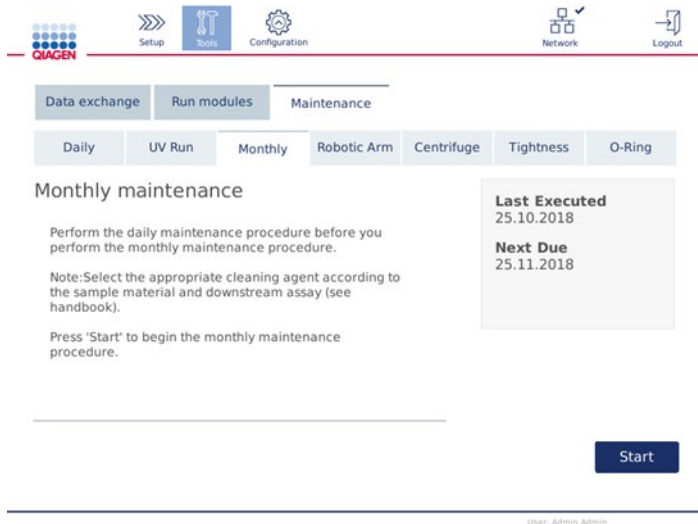 QIAGEN
Setup
Tools
Configuration
Network
Logout
Data exchange
Run modules
Maintenance
Daily
UV Run
Monthly
Robotic Arm
Centrifuge
Tightness
O-Ring
Monthly maintenance
Perform the daily maintenance procedure before you
perform the monthly maintenance procedure.
Note:Select the appropriate cleaning agent according to
the sample material and downstream assay (see
handbook).
Press 'Start' to begin the monthly maintenance
procedure.
Last Executed
25.10.2018
Next Due
25.11.2018
Start
User: Admin Admin